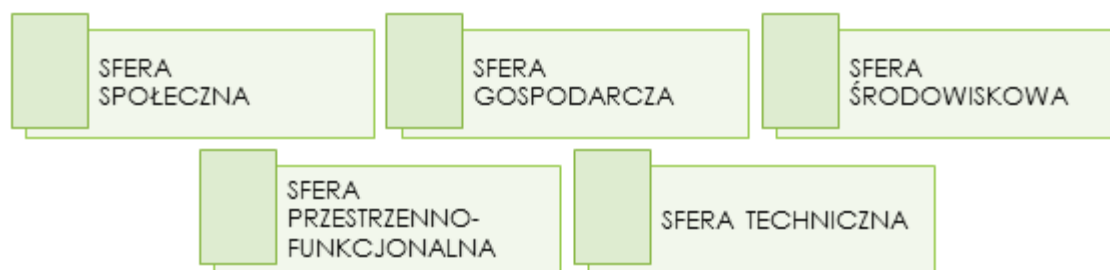 SFERA
SPOŁECZNA
SFERA
GOSPODARCZA
SFERA
ŚRODOWISKOWA
SFERA
PRZESTRZENNO-
FUNKCJONALNA
SFERA TECHNICZNA